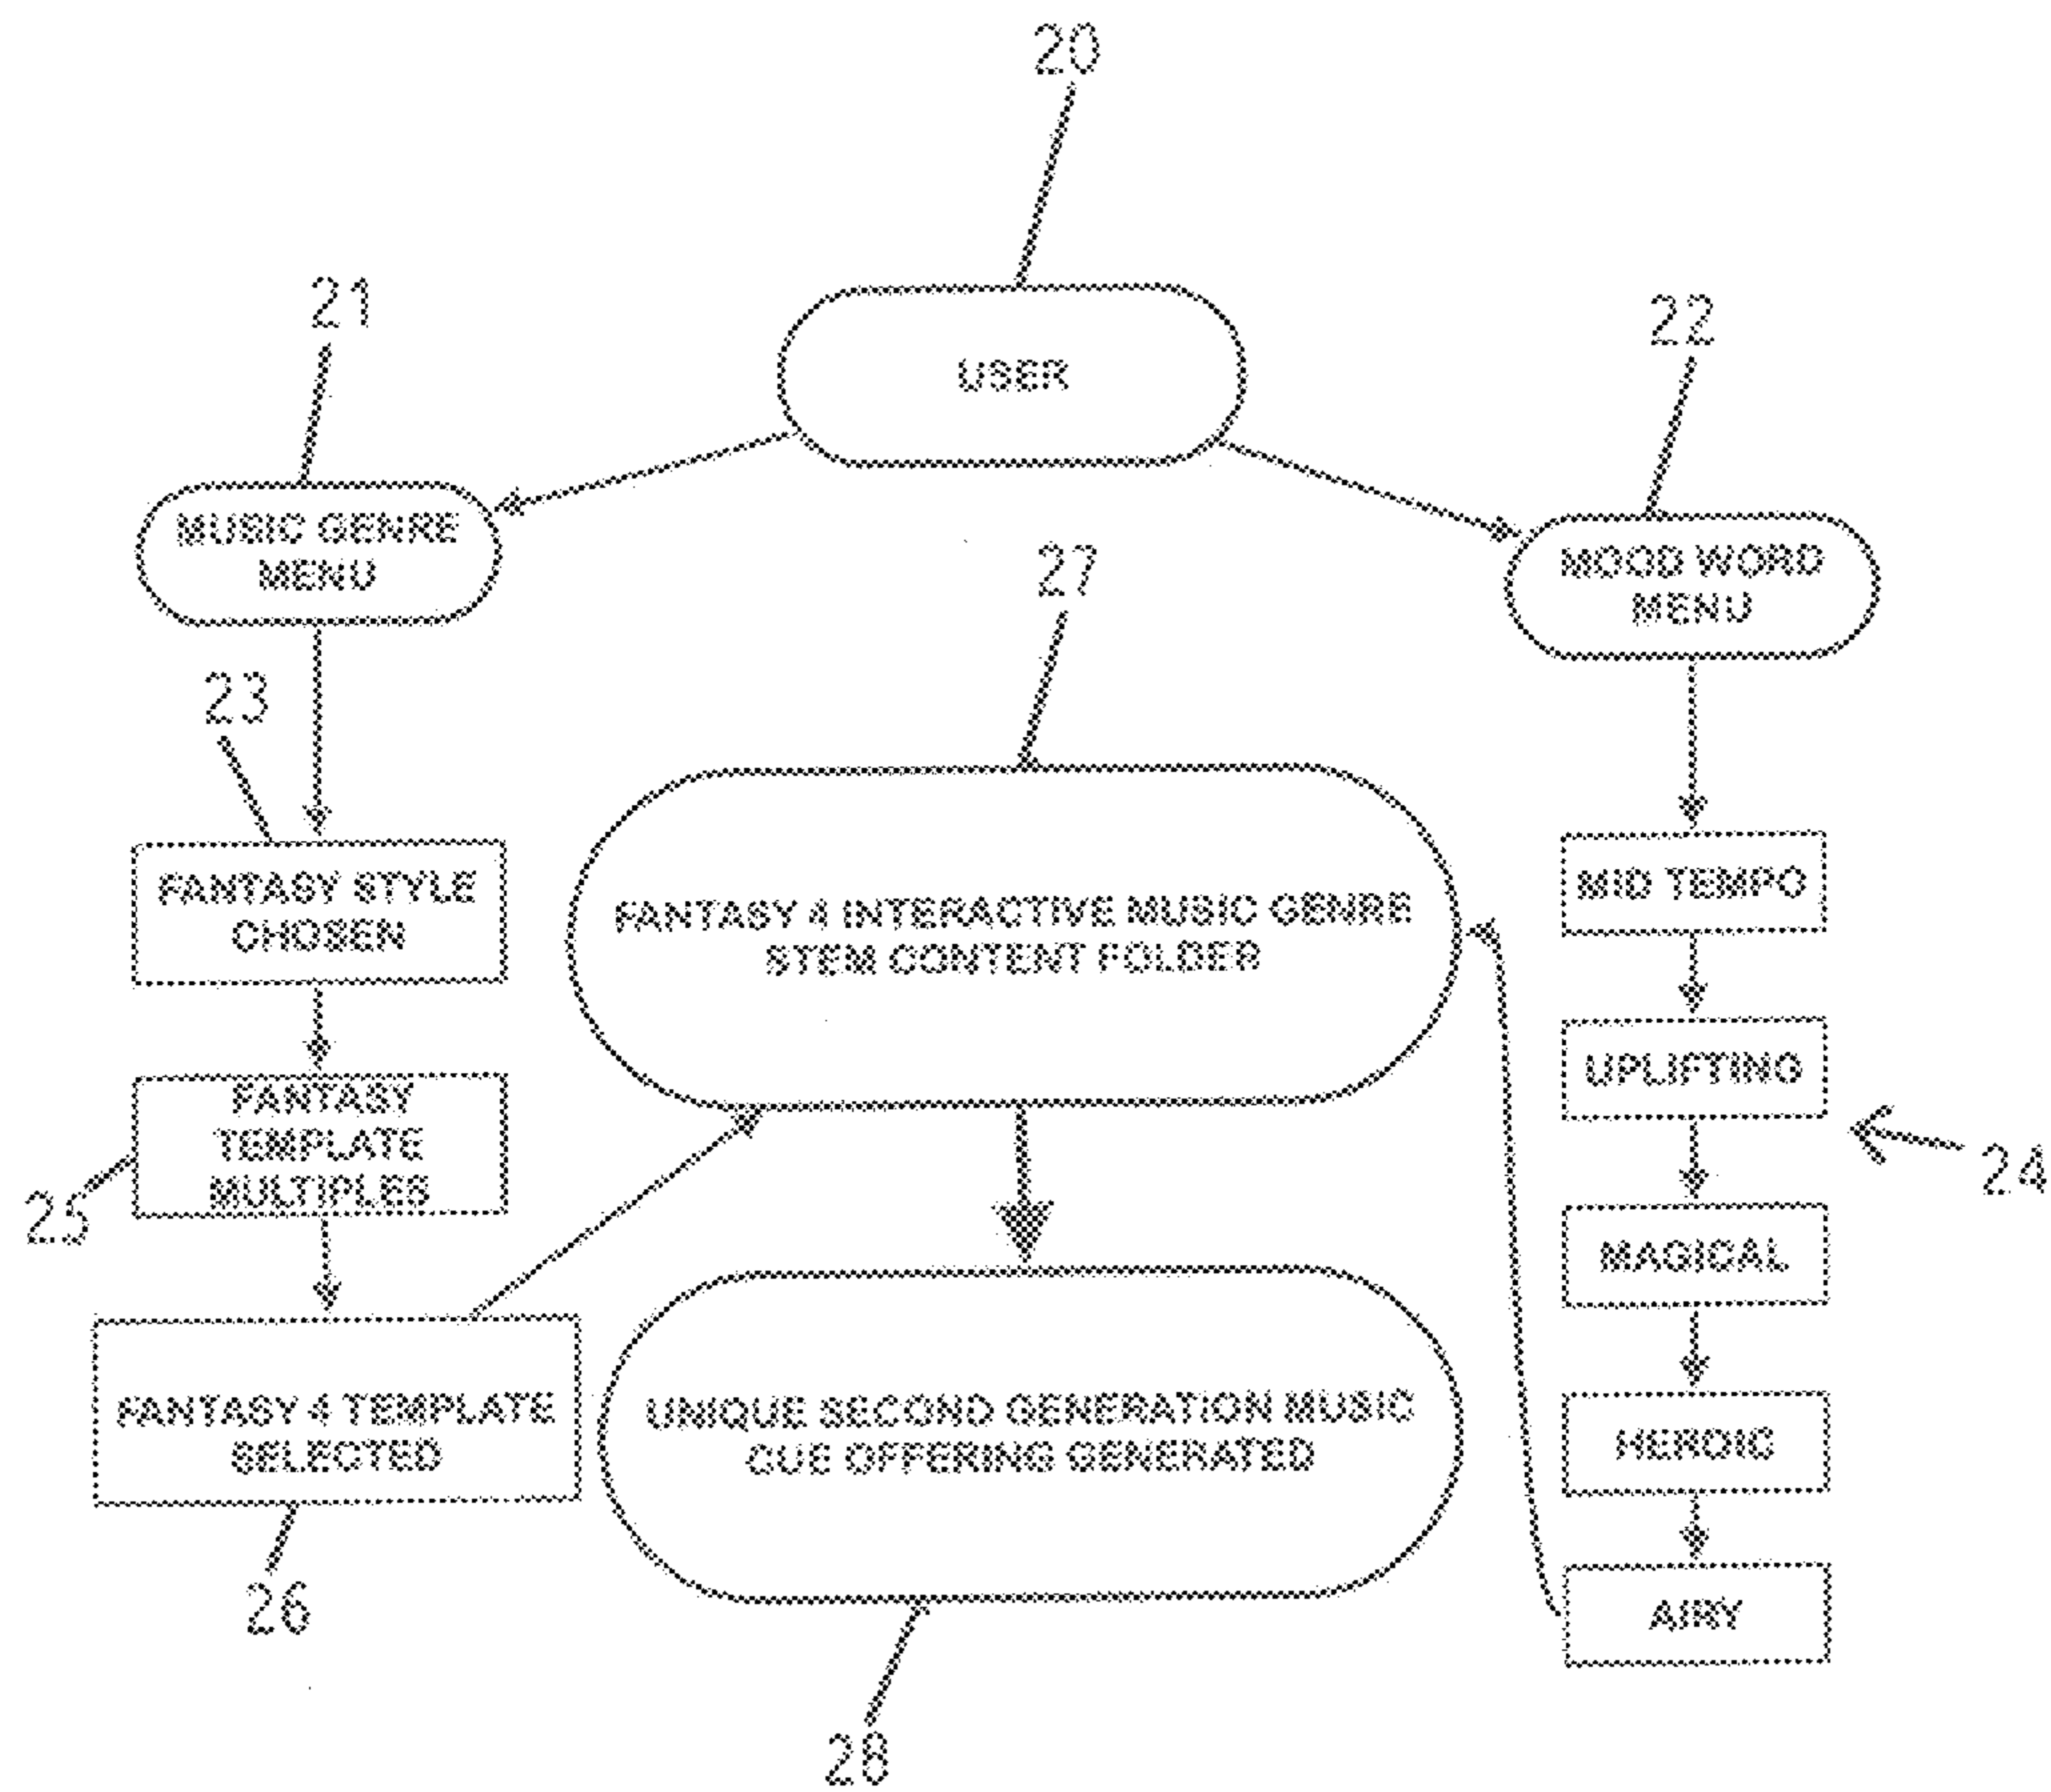 20
21
22
USER
MUSIC GENRE
MENU
MOOD WORD
MENU
27
23
FANTASY STYLE
CHOSEN
FANTASY 4 INTERACTIVE MUSIC GENRE
STEM CONTENT FOLDER
MID TEMPO
UPLIFTING
24
FANTASY
TEMPLATE
MULTIPLES
25
MAGICAL
FANTASY 4 TEMPLATE
SELECTED
UNIQUE SECOND GENERATION MUSIC
CUE OFFERING GENERATED
HEROIC
AIRY
26
28